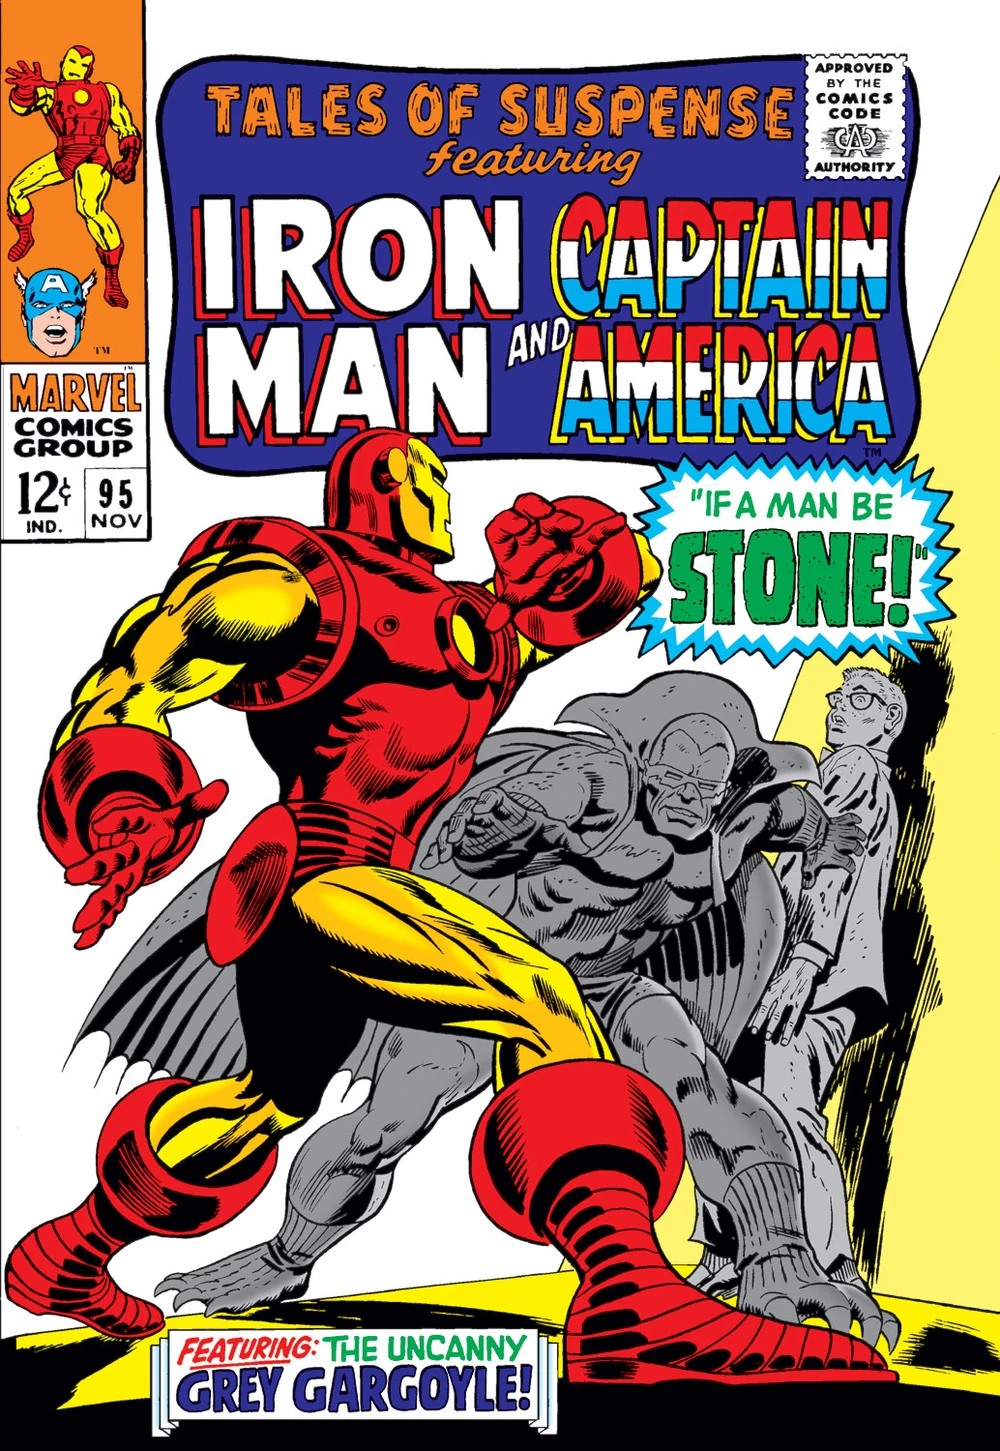 TALES OF SUSPENSE
featuring
IRON
MAN
AND
CAPTAIN
AMERICA
TM
APPROVED
BY THE
COMICS
CODE
CA
AUTHORITY
A
TM
MARVEL
TM
COMICS
GROUP
12¢
IND.
95
NOV
"IF A MAN BE
STONE!"
FEATURING: THE UNCANNY
GREY GARGOYLE!